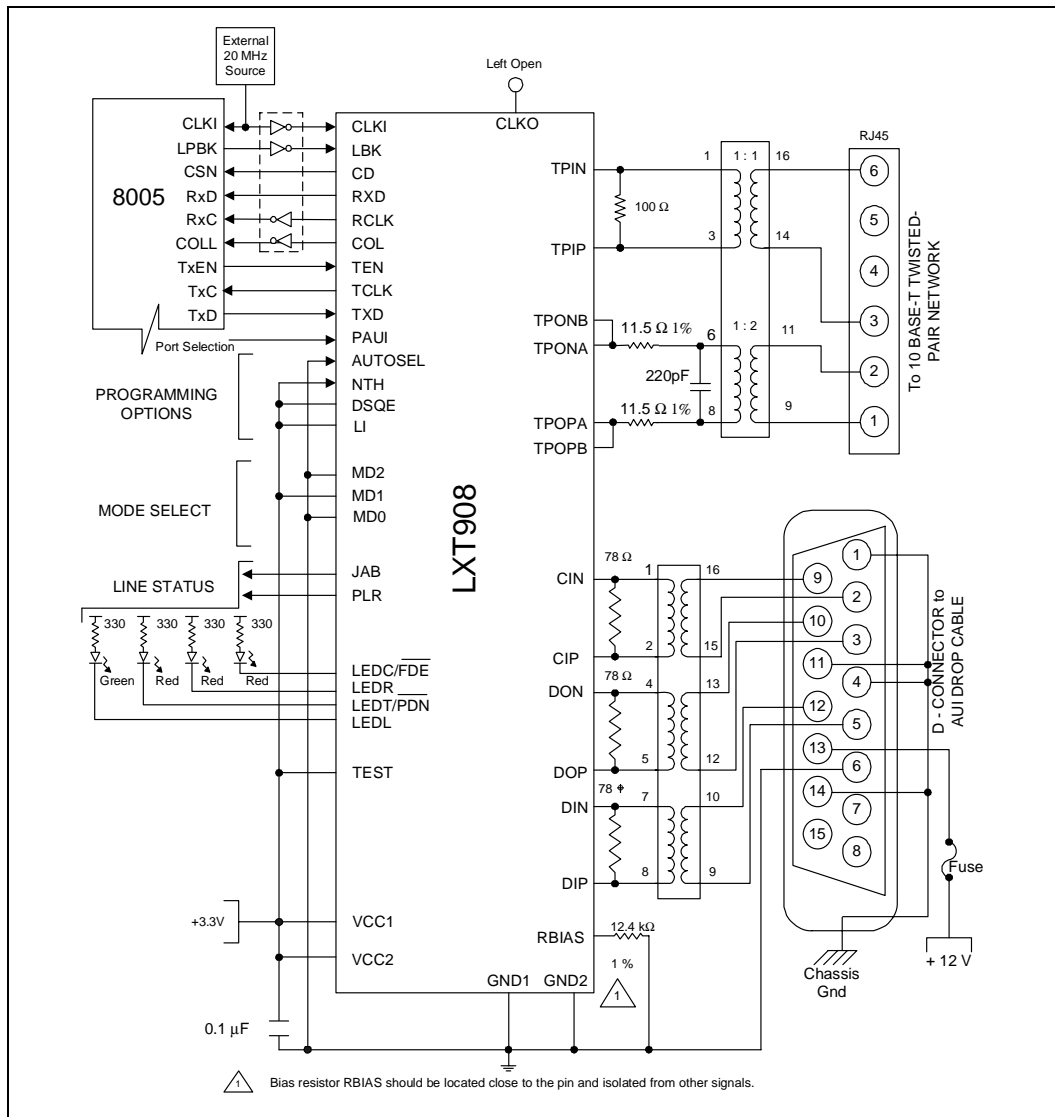 External
20 MHz
Source
Left Open
CLKO
8005
CLKI
LPBK
CSN
RxD
RxC
COLL
TxEN
TxC
TxD
Port Selection
PROGRAMMING
OPTIONS
MODE SELECT
LINE STATUS
330
330
330
330
Green
Red
Red
Red
+3.3V
0.1 µF
LXT908
CLKI
LBK
CD
RXD
RCLK
COL
TEN
TCLK
TXD
PAUI
AUTOSEL
NTH
DSQE
LI
MD2
MD1
MD0
JAB
PLR
LEDC/FDE
LEDR
LEDT/PDN
LEDL
TEST
VCC1
VCC2
GND1
GND2
TPIN
TPIP
TPONB
TPONA
TPOPA
TPOPB
CIN
CIP
DON
DOP
DIN
DIP
RBIAS
100 Ω
1
1 : 1
16
3
14
11.5 Ω 1%
6
1 : 2
11
220pF
11.5 Ω 1%
8
9
RJ45
6
5
4
3
2
1
To 10 BASE-T TWISTED-
PAIR NETWORK
78 Ω
1
16
2
15
78 Ω
4
13
5
12
78
7
10
8
9
12.4 kΩ
1 %
1
1
9
2
10
3
11
4
12
5
13
6
14
7
15
8
D - CONNECTOR to
AUI DROP CABLE
Fuse
+ 12 V
Chassis
Gnd
1 Bias resistor RBIAS should be located close to the pin and isolated from other signals.